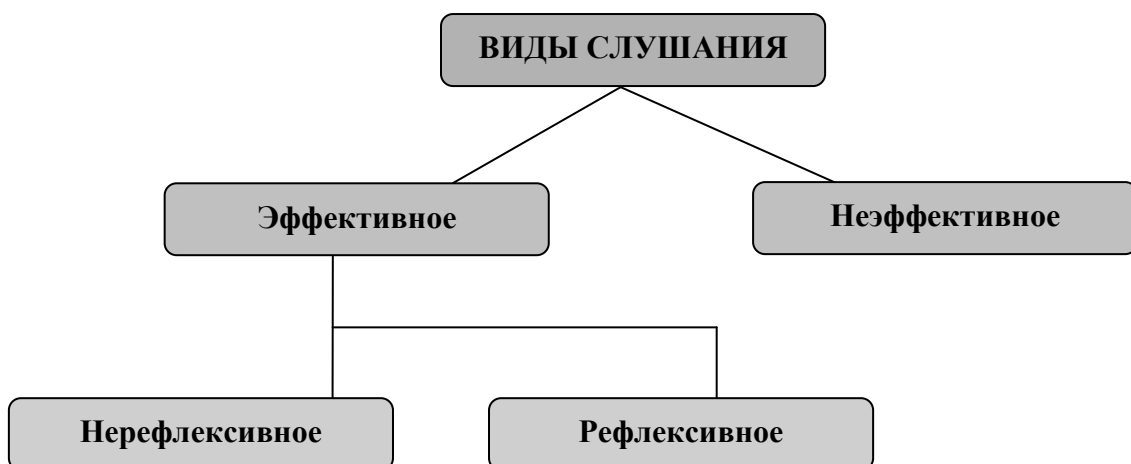 ВИДЫ СЛУШАНИЯ
Эффективное
Неэффективное
Нерефлексивное
Рефлексивное